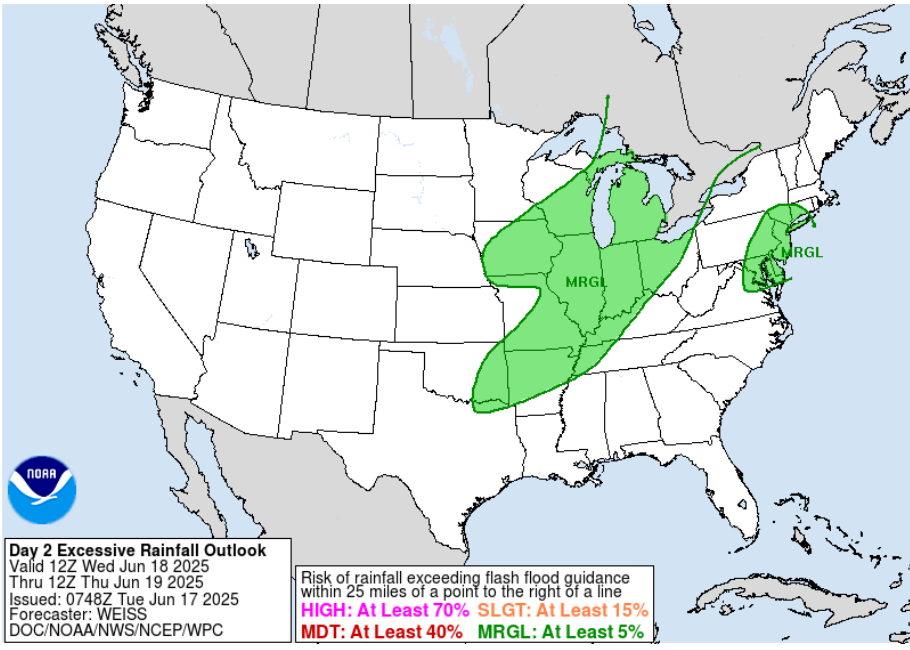 MRGL
MRGL
NOAA
Day 2 Excessive Rainfall Outlook
Valid 12Z Wed Jun 18 2025
Thru 12Z Thu Jun 19 2025
Issued: 0748Z Tue Jun 17 2025
Forecaster: WEISS
DOC/NOAA/NWS/NCEP/WPC
Risk of rainfall exceeding flash flood guidance
within 25 miles of a point to the right of a line
HIGH: At Least 70% SLGT: At Least 15%
MDT: At Least 40% MRGL: At Least 5%